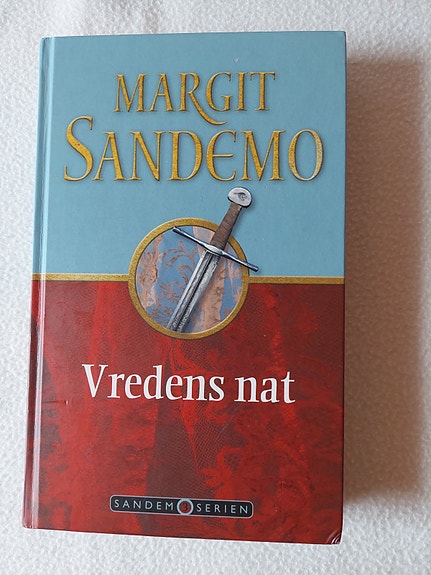 MARGIT
SANDEMO
Vredens nat
SANDEMOSERIEN